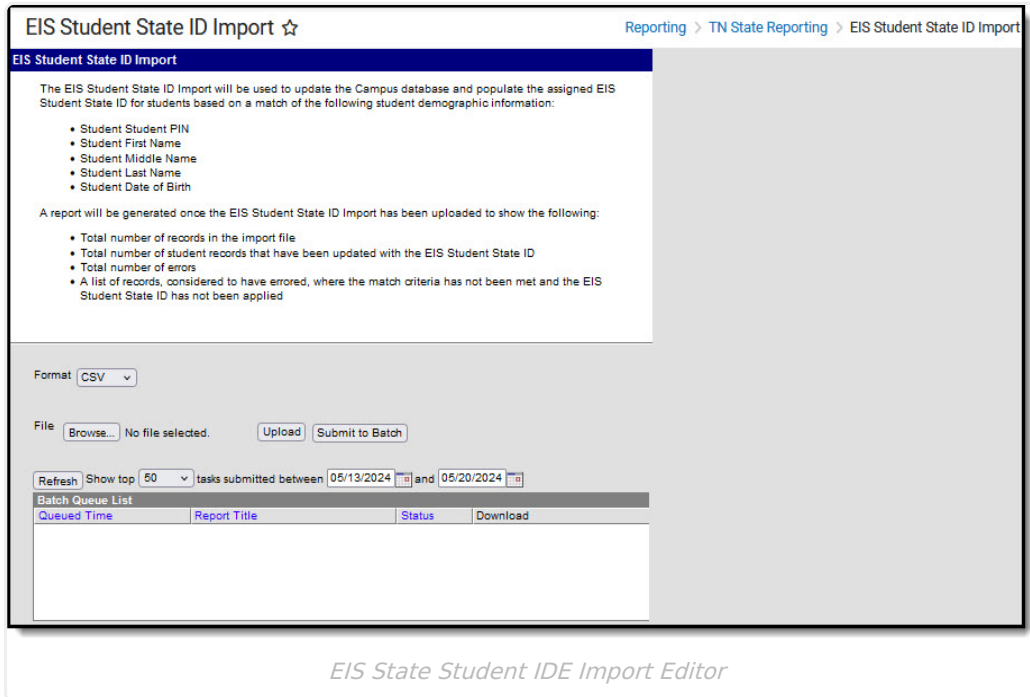 EIS Student State ID Import ☆
Reporting > TN State Reporting > EIS Student State ID Import
EIS Student State ID Import
The EIS Student State ID Import will be used to update the Campus database and populate the assigned EIS
Student State ID for students based on a match of the following student demographic information:
• Student Student PIN
• Student First Name
• Student Middle Name
• Student Last Name
• Student Date of Birth
A report will be generated once the EIS Student State ID Import has been uploaded to show the following:
• Total number of records in the import file
• Total number of student records that have been updated with the EIS Student State ID
• Total number of errors
• A list of records, considered to have errored, where the match criteria has not been met and the EIS
Student State ID has not been applied
Format CSV
File Browse... No file selected. Upload Submit to Batch
Refresh Show top 50 tasks submitted between 05/13/2024 and 05/20/2024
Batch Queue List
Queued Time Report Title Status Download
EIS State Student IDE Import Editor